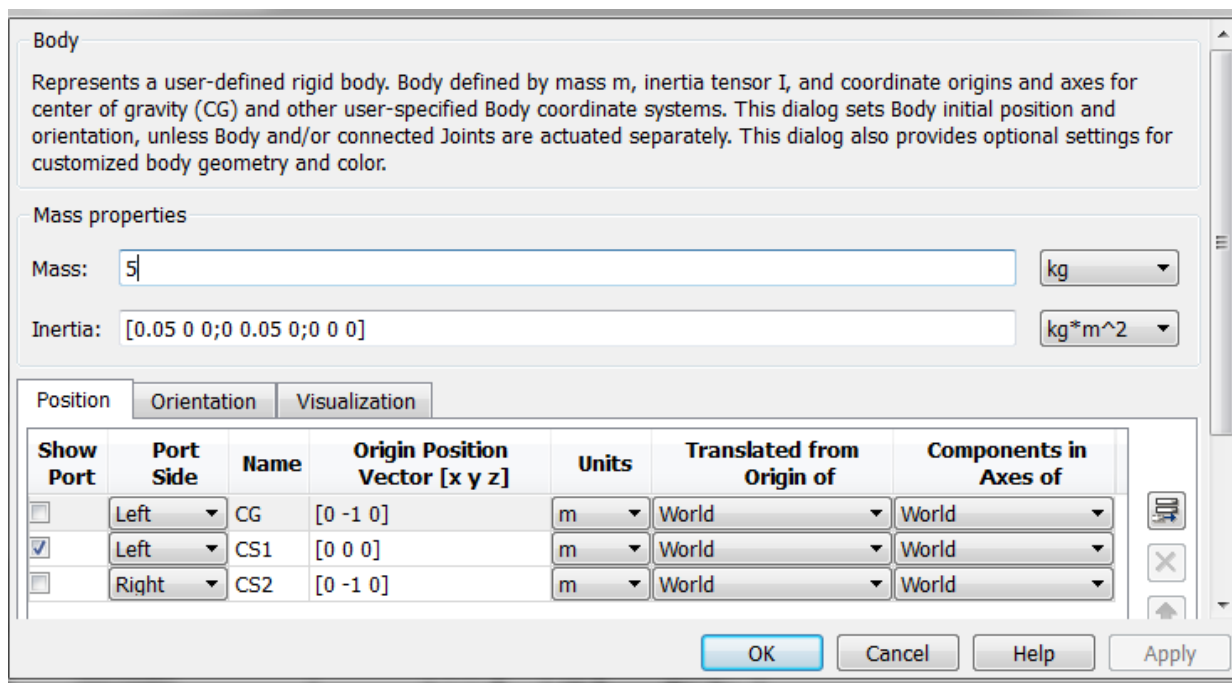 Body
Represents a user-defined rigid body. Body defined by mass m, inertia tensor I, and coordinate origins and axes for
center of gravity (CG) and other user-specified Body coordinate systems. This dialog sets Body initial position and
orientation, unless Body and/or connected Joints are actuated separately. This dialog also provides optional settings for
customized body geometry and color.
Mass properties
Mass: 5 kg
Inertia: [0.05 0 0;0 0.05 0;0 0 0] kg*m^2
Position Orientation Visualization
Show Port Port Side Name Origin Position Vector [x y z] Units Translated from Origin of Components in Axes of
Left CG [0 -1 0] m World World
Left CS1 [0 0 0] m World World
Right CS2 [0 -1 0] m World World
OK Cancel Help Apply